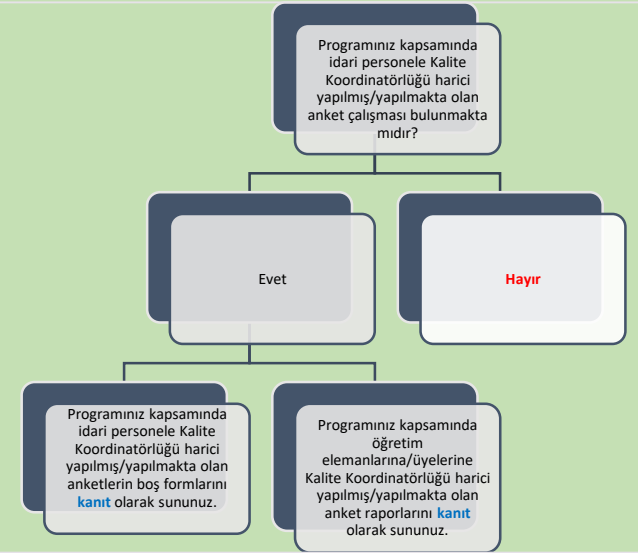 Programınız kapsamında
idari personele Kalite
Koordinatörlüğü harici
yapılmış/yapılmakta olan
anket çalışması bulunmakta
mıdır?
Evet
Hayır
Programınız kapsamında
idari personele Kalite
Koordinatörlüğü harici
yapılmış/yapılmakta olan
anketlerin boş formlarını
kanıt olarak sununuz.
Programınız kapsamında
öğretim
elemanlarına/üyelerine
Kalite Koordinatörlüğü harici
yapılmış/yapılmakta olan
anket raporlarını kanıt
olarak sununuz.